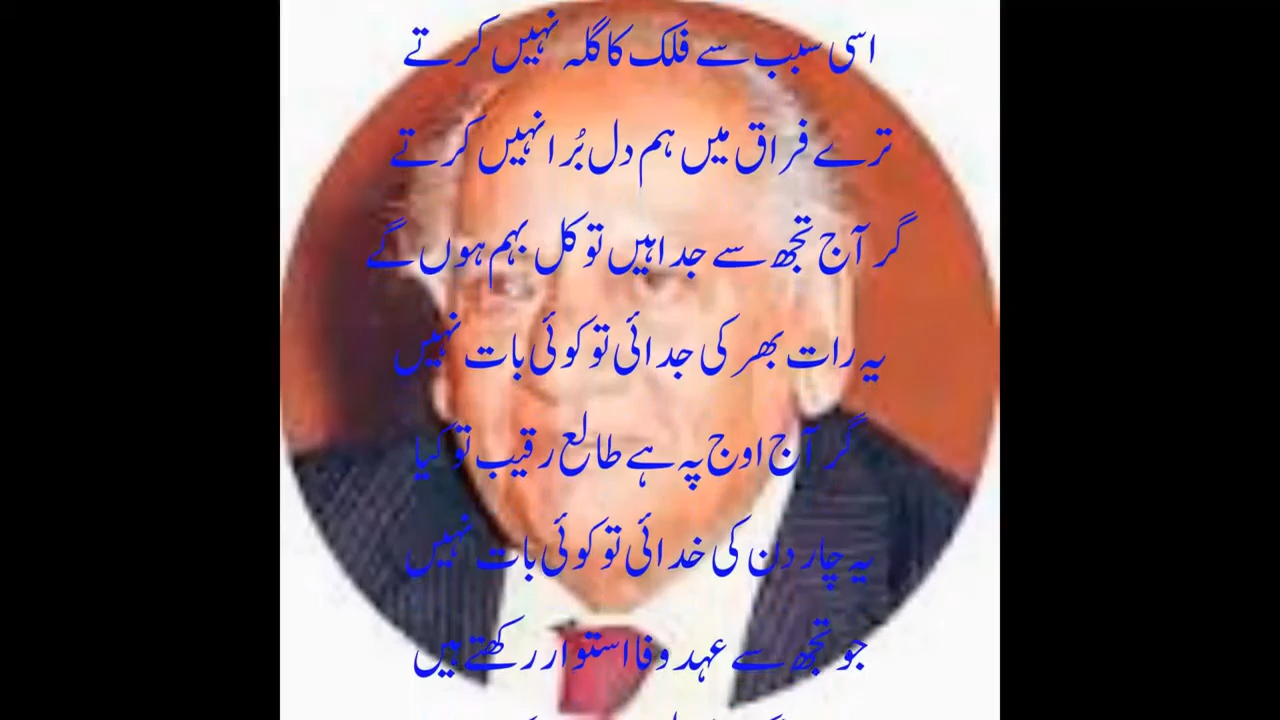 اسی سبب سے فلک کا گلہ نہیں کرتے
ترے فراق میں ہم دل بُرا نہیں کرتے
گر آج تجھ سے جدا ہیں تو کل بہم ہوں گے
یہ رات بھر کی جدائی تو کوئی بات نہیں
گر آج اوج پہ ہے طالع رقیب تو کیا
یہ چار دن کی خدائی تو کوئی بات نہیں
جو تجھ سے عہد وفا استوار رکھتے ہیں